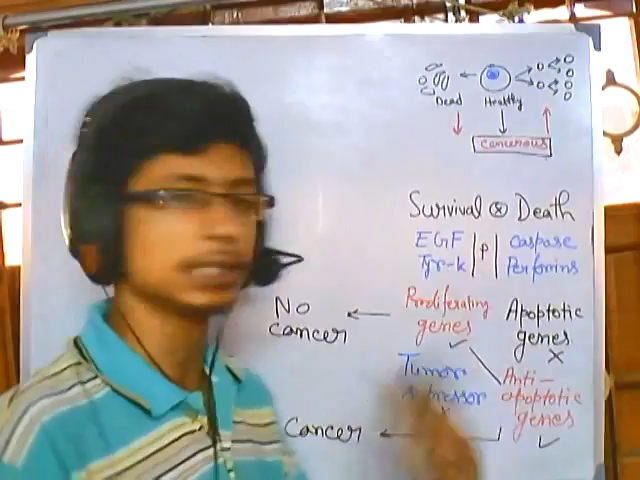 Dead Healthy
cancerous
Survival ⊗ Death
EGF | P | Caspase
Tyr-k Perforins
Proliferating
genes ✓
Apoptotic
genes
×
No
cancer
Tumor
Anti-
apoptotic
genes
✓
Cancer